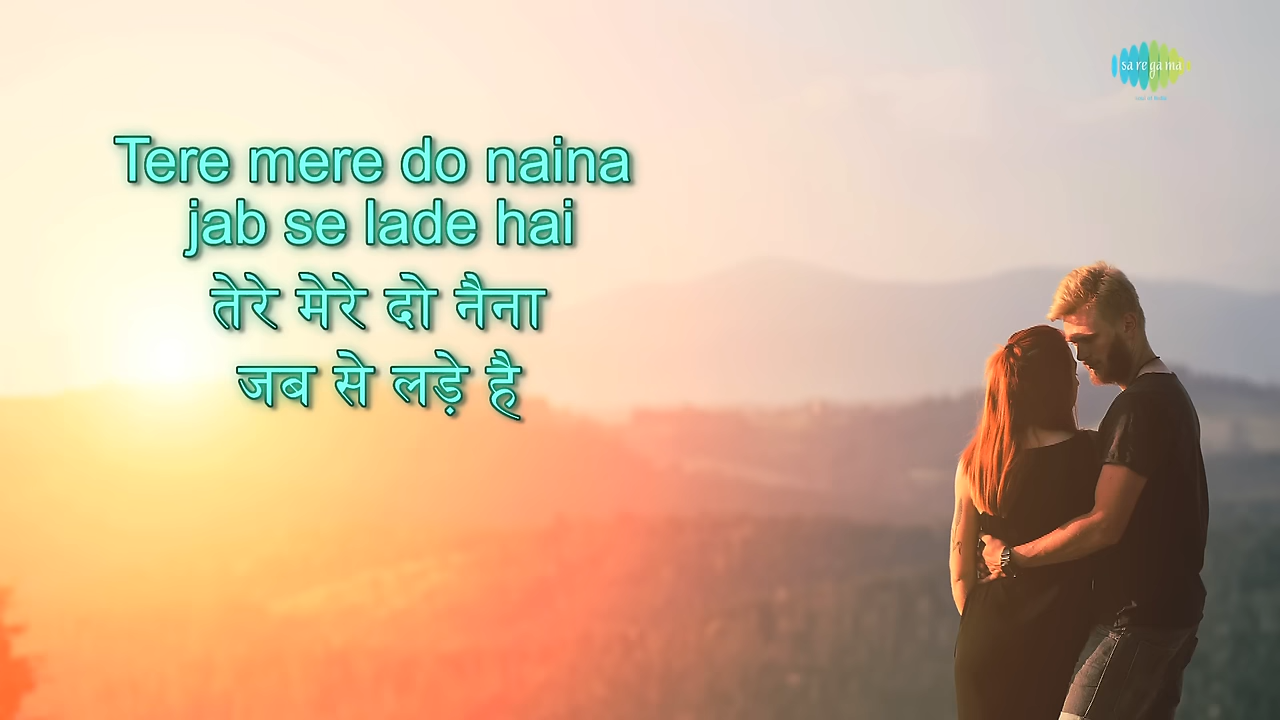 sa re ga ma
Tere mere do naina
jab se lade hai
तेरे मेरे दो नैना
जब से लड़े है